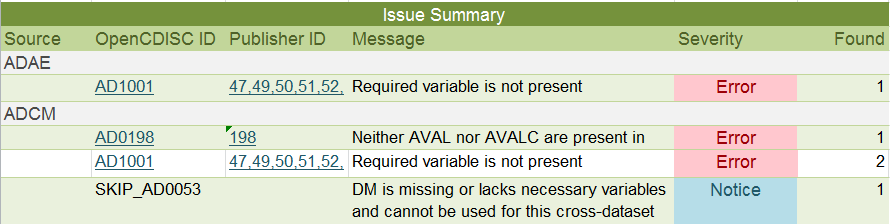 Issue Summary
Source OpenCDISC ID Publisher ID Message Severity Found
ADAE
AD1001 47,49,50,51,52, Required variable is not present Error 1
ADCM
AD0198 198 Neither AVAL nor AVALC are present in Error 1
AD1001 47,49,50,51,52, Required variable is not present Error 2
SKIP_AD0053 DM is missing or lacks necessary variables Notice 1
and cannot be used for this cross-dataset